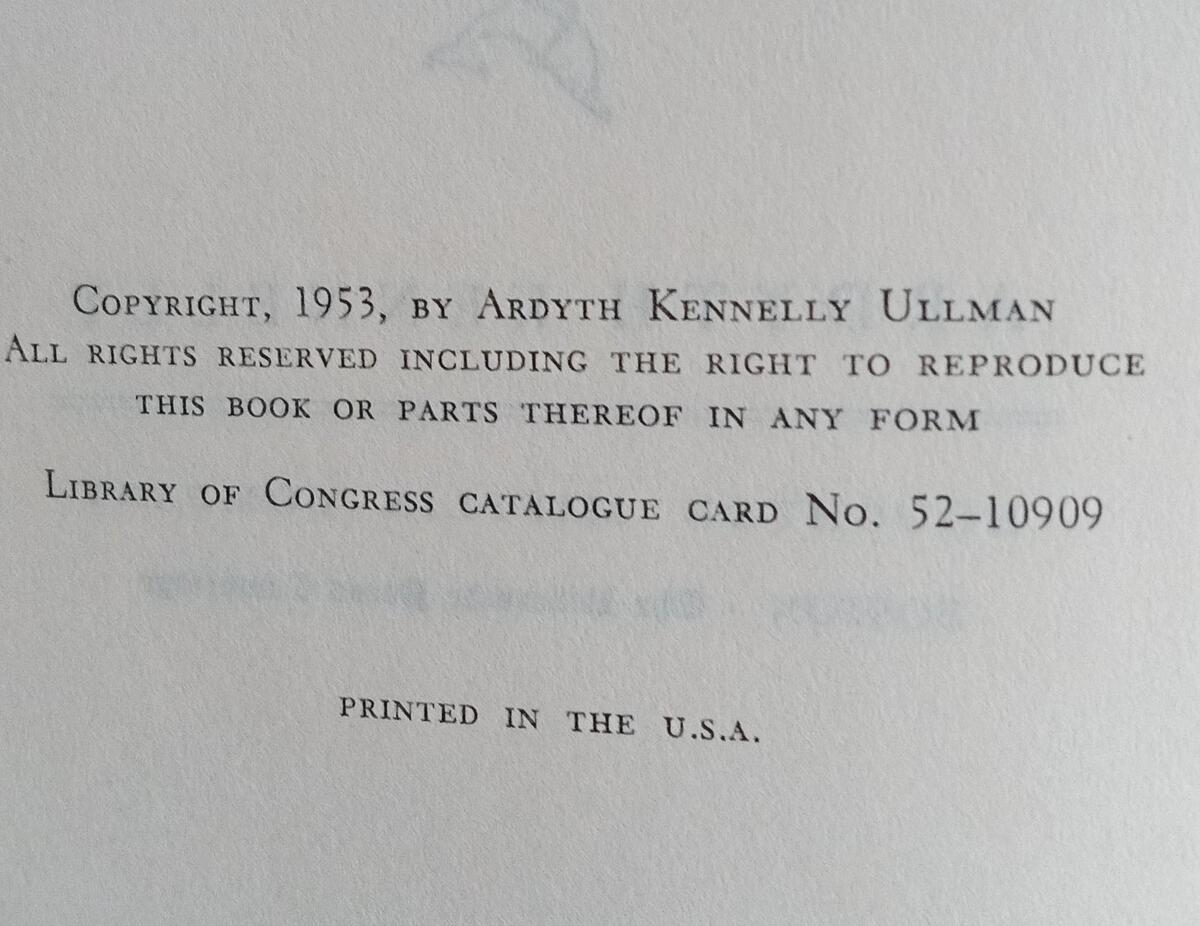 Copyright, 1953, by Ardyth Kennelly Ullman
All rights reserved including the right to reproduce
this book or parts thereof in any form
Library of Congress catalogue card No. 52–10909
printed in the u.s.a.